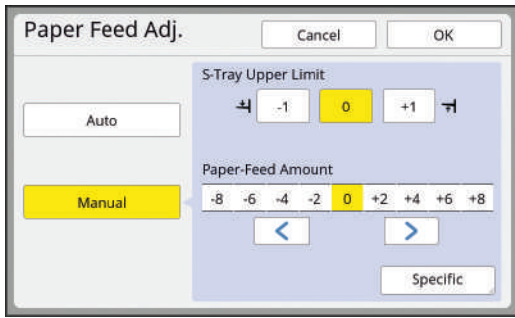 Paper Feed Adj. Cancel OK
S-Tray Upper Limit
-1 0 +1
Auto
Paper-Feed Amount
Manual -8 -6 -4 -2 0 +2 +4 +6 +8
Specific